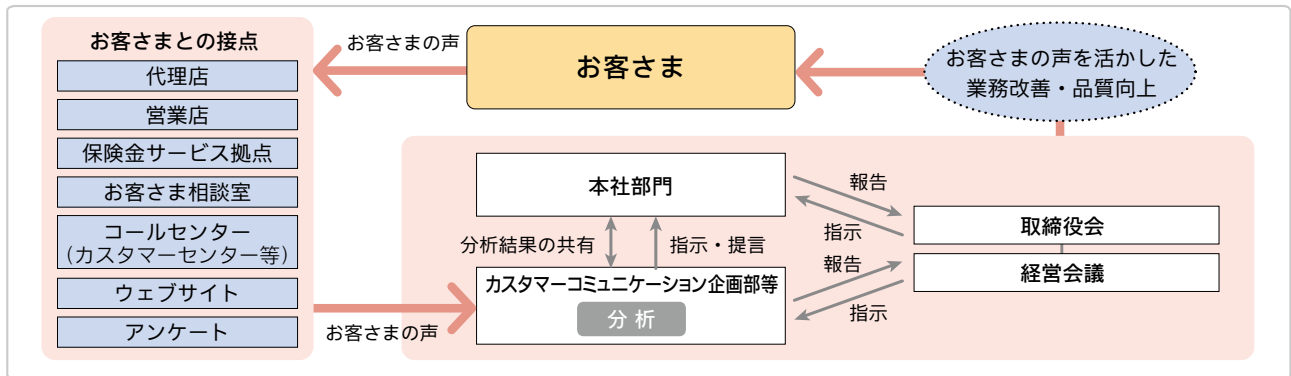 お客さまとの接点
代理店
営業店
保険金サービス拠点
お客さま相談室
コールセンター
(カスタマーセンター等)
ウェブサイト
アンケート
お客さまの声
お客さま
お客さまの声を活かした
業務改善・品質向上
お客さまの声
本社部門
分析結果の共有
指示・提言
カスタマーコミュニケーション企画部等
分析
報告
指示
報告
指示
取締役会
経営会議